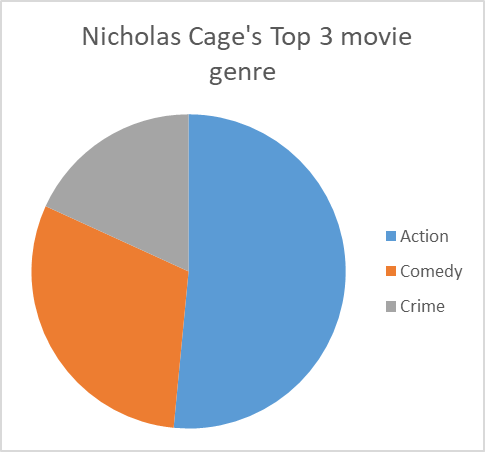 Nicholas Cage's Top 3 movie
genre
Action
Comedy
Crime